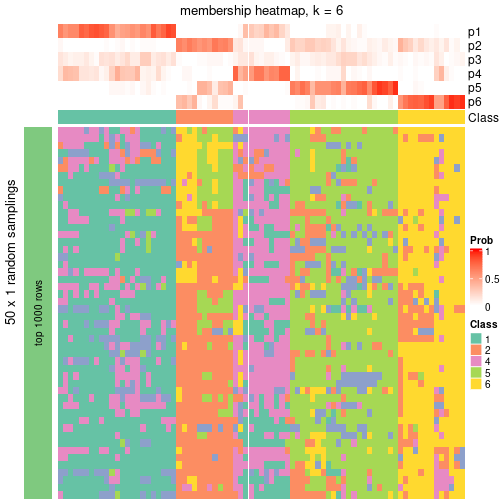 membership heatmap, k = 6
p1
p2
p3
p4
p5
p6
Class
50 x 1 random samplings
top 1000 rows
Prob
1
0.5
0
Class
1
2
4
5
6